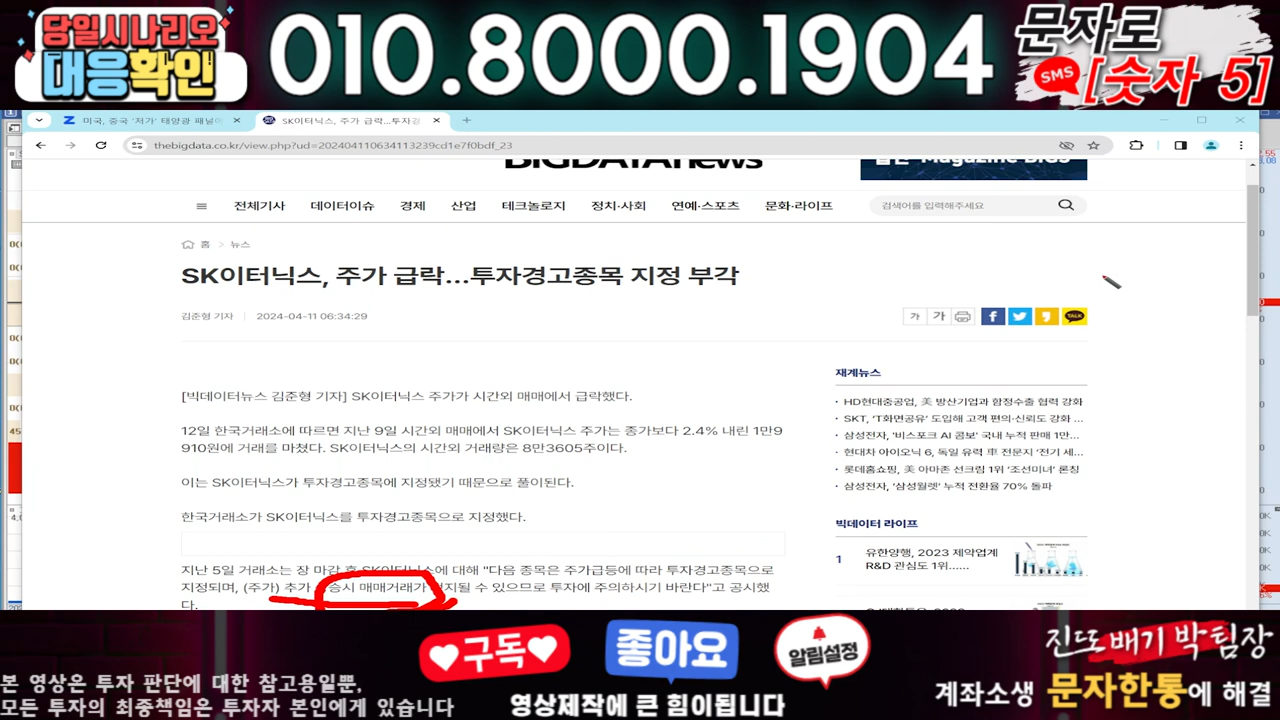 당일시나리오
대응확인
010.8000.1904
문자로
SMS
[숫자 5]
미국, 중국 '저가' 태양광 패널이
SK이터닉스, 주가 급락...투자경
thebigdata.co.kr/view.php?ud=202404110634113239cd1e7f0bdf_23
BIGDATAnews
전체기사
데이터이슈
경제
산업
테크놀로지
정치·사회
연예·스포츠
문화·라이프
검색어를 입력해주세요
홈
뉴스
SK이터닉스, 주가 급락...투자경고종목 지정 부각
김준형 기자
2024-04-11 06:34:29
가
가
TALK
[빅데이터뉴스 김준형 기자] SK이터닉스 주가가 시간외 매매에서 급락했다.
12일 한국거래소에 따르면 지난 9일 시간외 매매에서 SK이터닉스 주가는 종가보다 2.4% 내린 1만9
910원에 거래를 마쳤다. SK이터닉스의 시간외 거래량은 8만3605주이다.
이는 SK이터닉스가 투자경고종목에 지정됐기 때문으로 풀이된다.
한국거래소가 SK이터닉스를 투자경고종목으로 지정했다.
지난 5일 거래소는 장 마감 후 SK이터닉스에 대해 "다음 종목은 주가급등에 따라 투자경고종목으로
지정되며, (주가) 추가 상승시 매매거래가 정지될 수 있으므로 투자에 주의하시기 바란다"고 공시했
다.
재계뉴스
HD현대중공업, 美 방산기업과 함정수출 협력 강화
SKT, 'T화면공유' 도입해 고객 편의·신뢰도 강화 ...
삼성전자, '비스포크 AI 콤보' 국내 누적 판매 1만...
현대차 아이오닉 6, 독일 유력 車 전문지 '전기 세...
롯데홈쇼핑, 美 아마존 선크림 1위 '조선미녀' 론칭
삼성전자, '삼성월렛' 누적 전환율 70% 돌파
빅데이터 라이프
1
유한양행, 2023 제약업계
R&D 관심도 1위......
구독
좋아요
알림설정
영상제작에 큰 힘이됩니다
본 영상은 투자 판단에 대한 참고용일뿐,
모든 투자의 최종책임은 투자자 본인에게 있습니다
진또배기 박팀장
계좌소생 문자한통에 해결